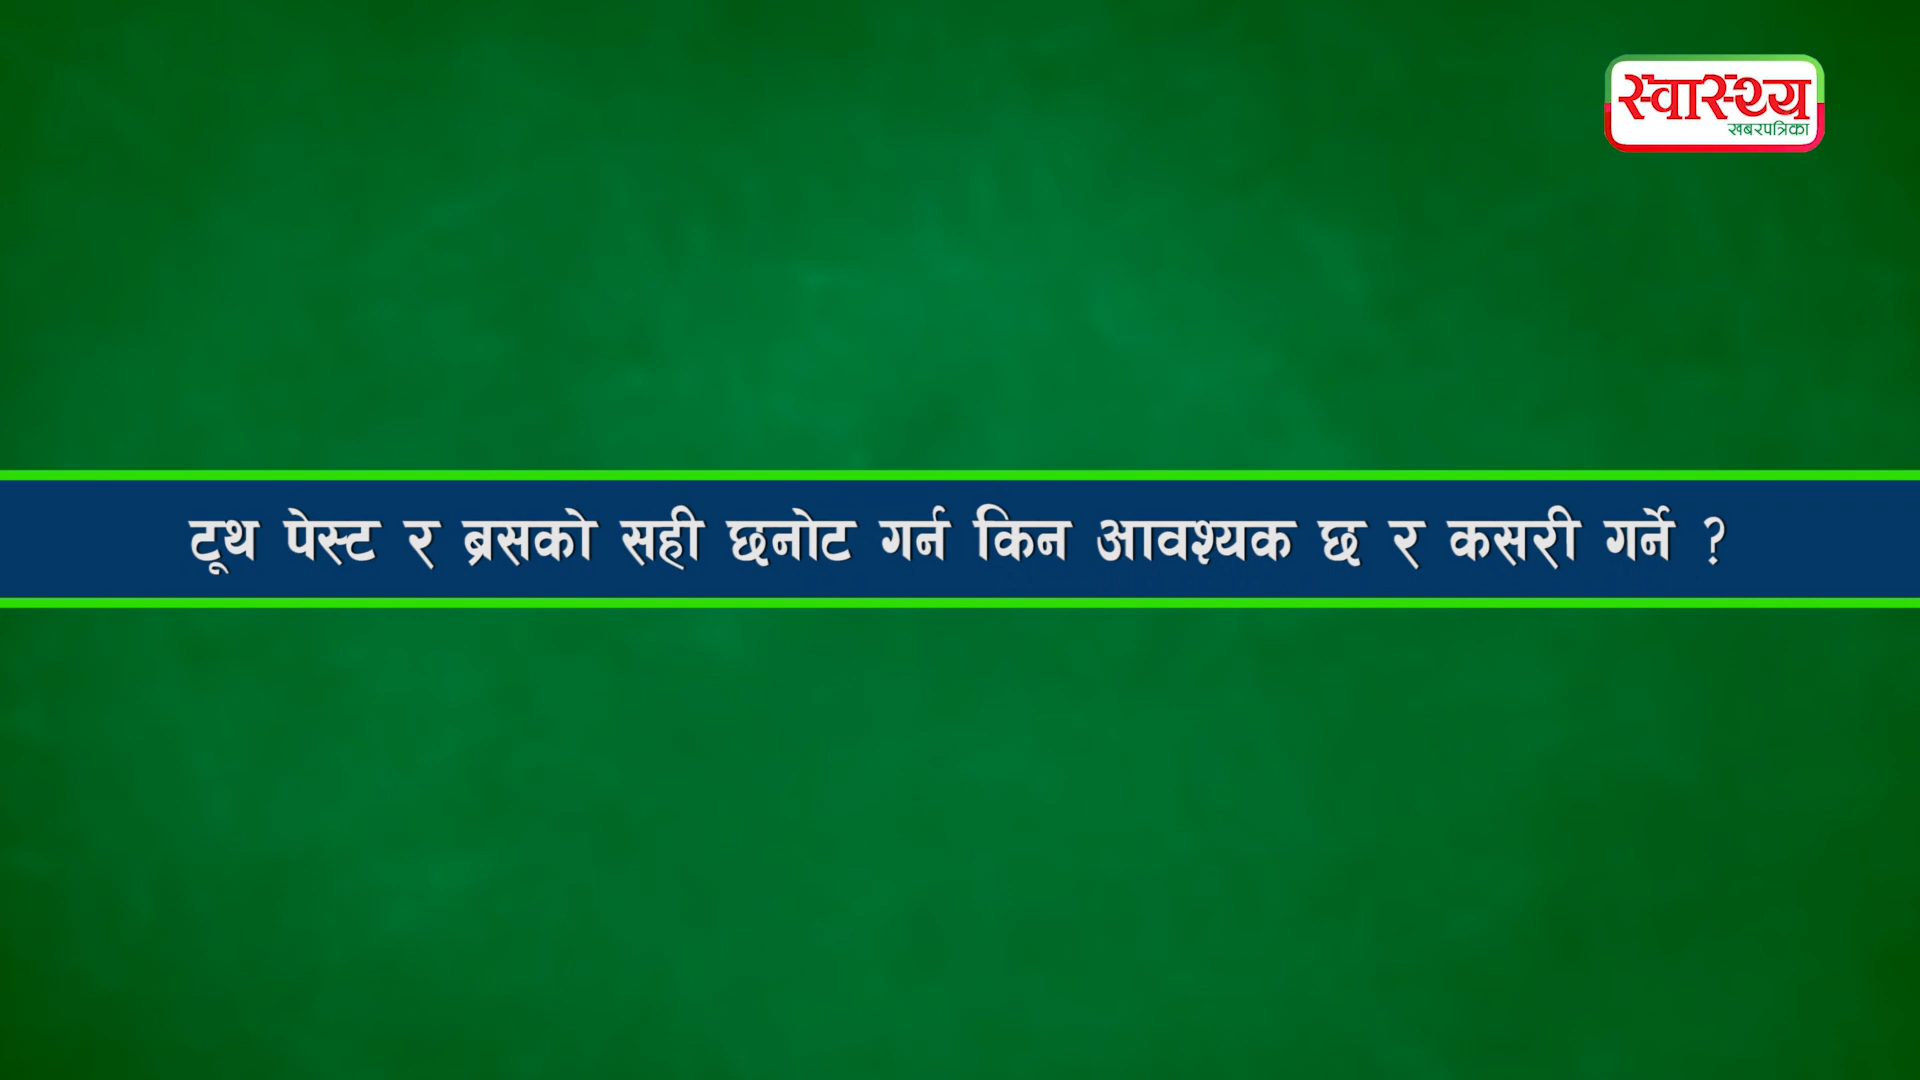 स्वास्थ्य
खबरपत्रिका
टूथ पेस्ट र ब्रसको सही छनोट गर्न किन आवश्यक छ र कसरी गर्ने ?